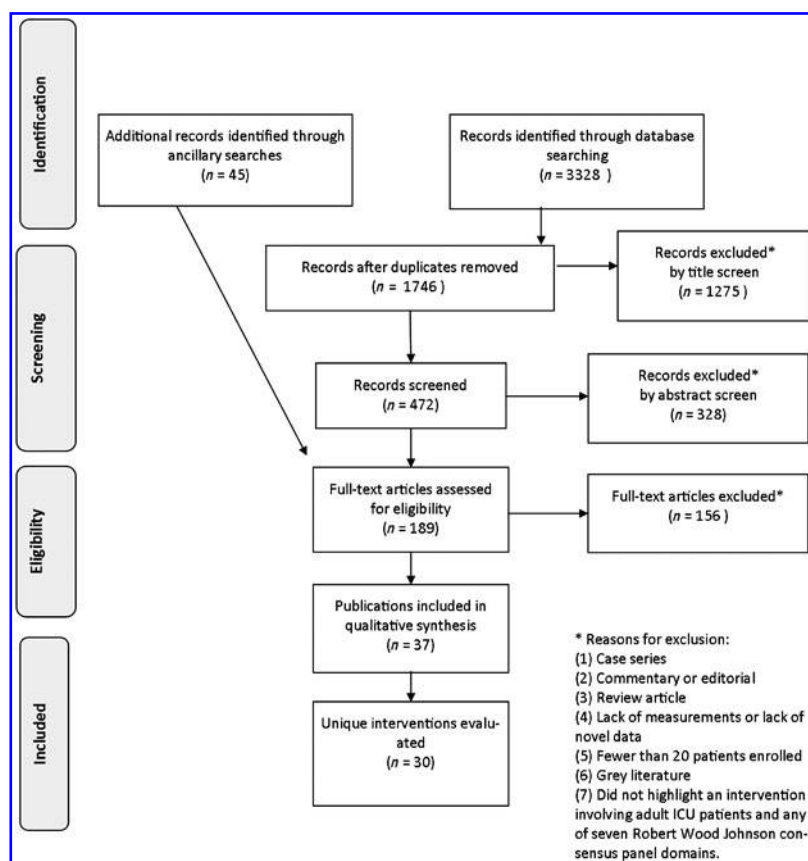 Identification
Additional records identified through
ancillary searches
(n = 45)
Records identified through database
searching
(n = 3328 )
Screening
Records after duplicates removed
(n = 1746 )
Records excluded*
by title screen
(n = 1275 )
Records screened
(n = 472)
Records excluded*
by abstract screen
(n = 328)
Eligibility
Full-text articles assessed
for eligibility
(n = 189)
Full-text articles excluded*
(n = 156 )
Publications included in
qualitative synthesis
(n = 37)
Included
Unique interventions evalu-
ated
(n = 30)
* Reasons for exclusion:
(1) Case series
(2) Commentary or editorial
(3) Review article
(4) Lack of measurements or lack of
novel data
(5) Fewer than 20 patients enrolled
(6) Grey literature
(7) Did not highlight an intervention
involving adult ICU patients and any
of seven Robert Wood Johnson con-
sensus panel domains.